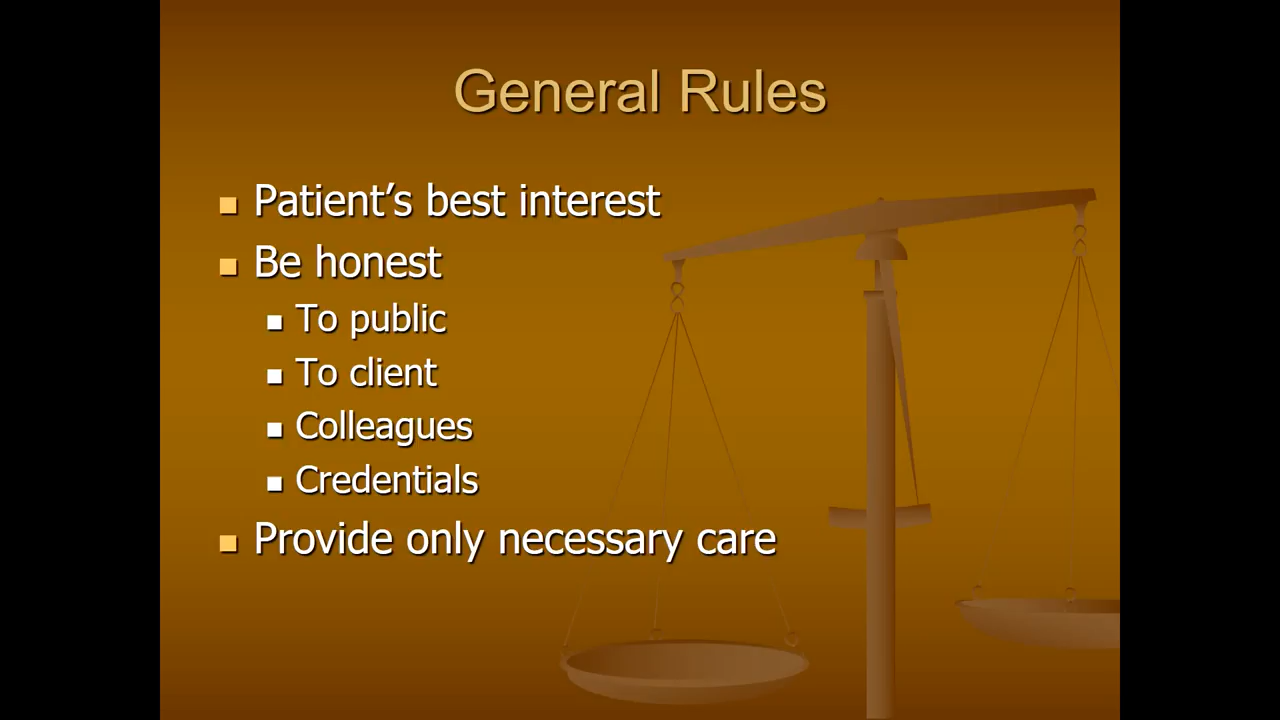 General Rules
Patient’s best interest
Be honest
To public
To client
Colleagues
Credentials
Provide only necessary care